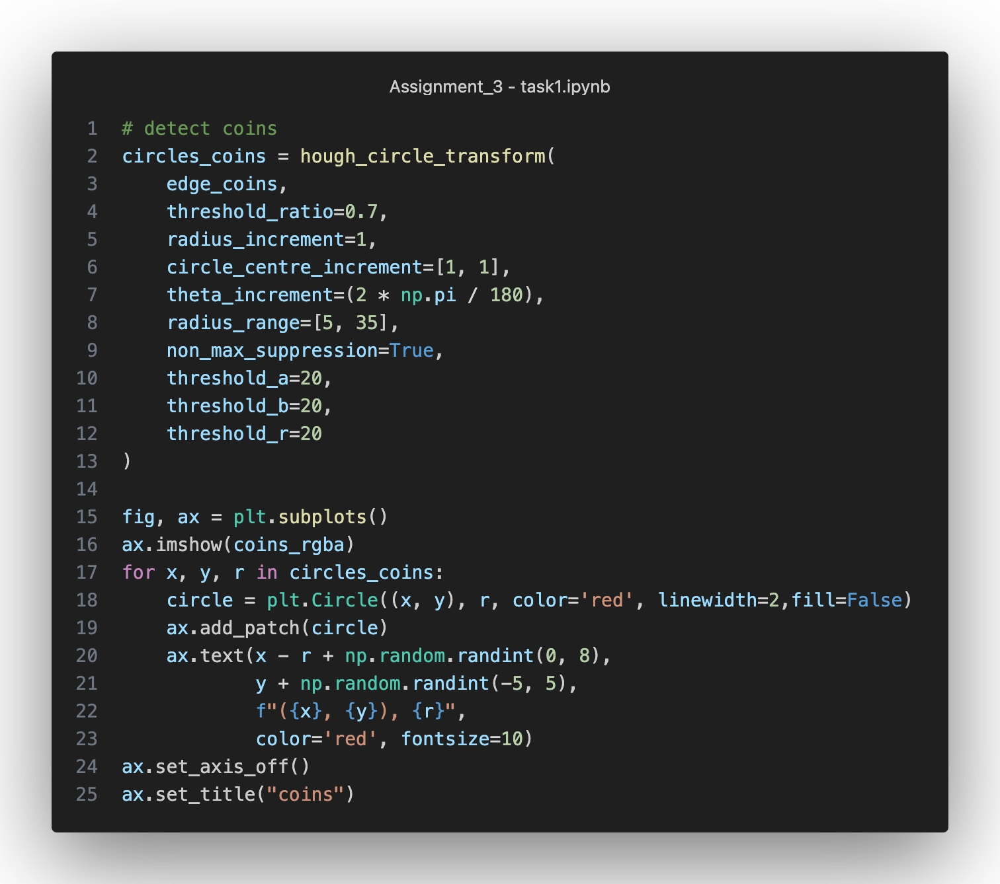 Assignment_3 - task1.ipynb
1 # detect coins
2 circles_coins = hough_circle_transform(
3     edge_coins,
4     threshold_ratio=0.7,
5     radius_increment=1,
6     circle_centre_increment=[1, 1],
7     theta_increment=(2 * np.pi / 180),
8     radius_range=[5, 35],
9     non_max_suppression=True,
10     threshold_a=20,
11     threshold_b=20,
12     threshold_r=20
13 )
14
15 fig, ax = plt.subplots()
16 ax.imshow(coins_rgba)
17 for x, y, r in circles_coins:
18     circle = plt.Circle((x, y), r, color='red', linewidth=2,fill=False)
19     ax.add_patch(circle)
20     ax.text(x - r + np.random.randint(0, 8),
21             y + np.random.randint(-5, 5),
22             f"({x}, {y}), {r}",
23             color='red', fontsize=10)
24 ax.set_axis_off()
25 ax.set_title("coins")